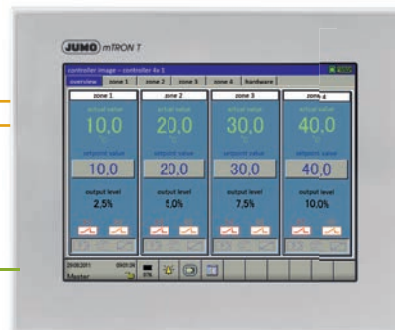 JUMO mTRON T
controller image - controller 4x 1
overview zone 1 zone 2 zone 3 zone 4 hardware
zone 1 zone 2 zone 3 zone 4
actual value actual value actual value actual value
10,0 20,0 30,0 40,0
°C °C °C °C
setpoint value setpoint value setpoint value setpoint value
10,0 20,0 30,0 40,0
output level output level output level output level
2,5% 5,0% 7,5% 10,0%
Master